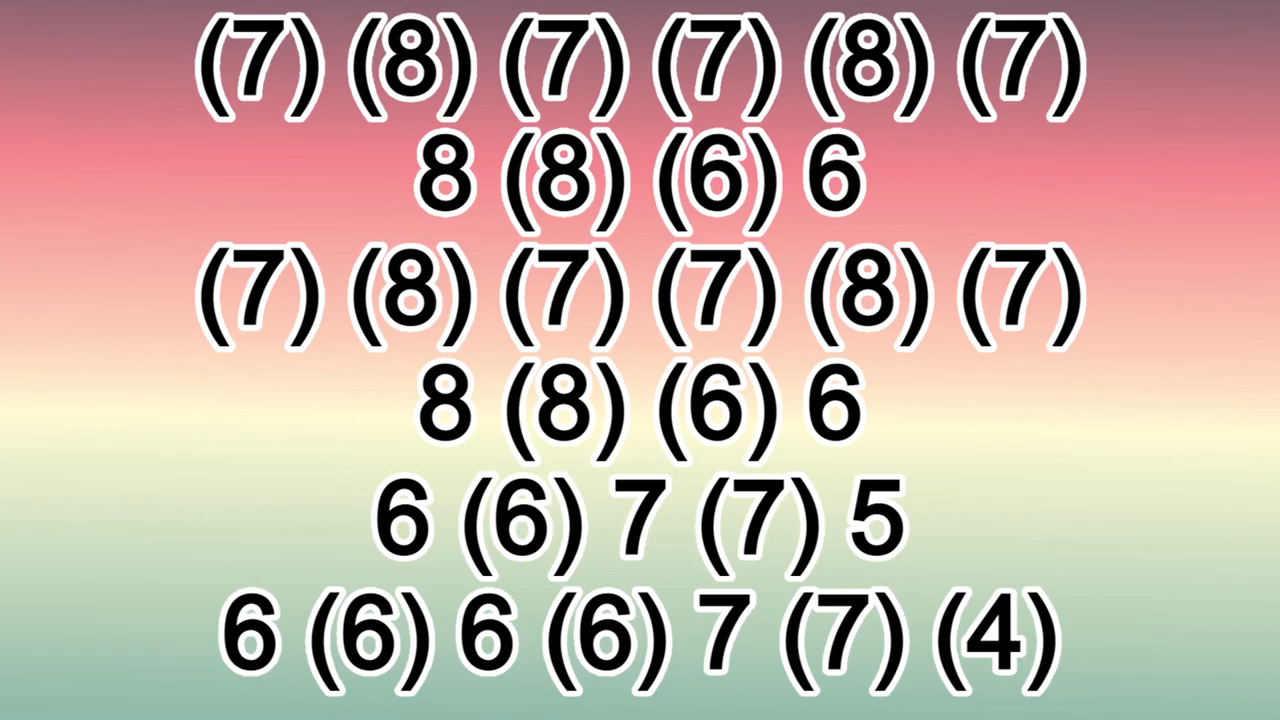 (7) (8) (7) (7) (8) (7)
8 (8) (6) 6
(7) (8) (7) (7) (8) (7)
8 (8) (6) 6
6 (6) 7 (7) 5
6 (6) 6 (6) 7 (7) (4)